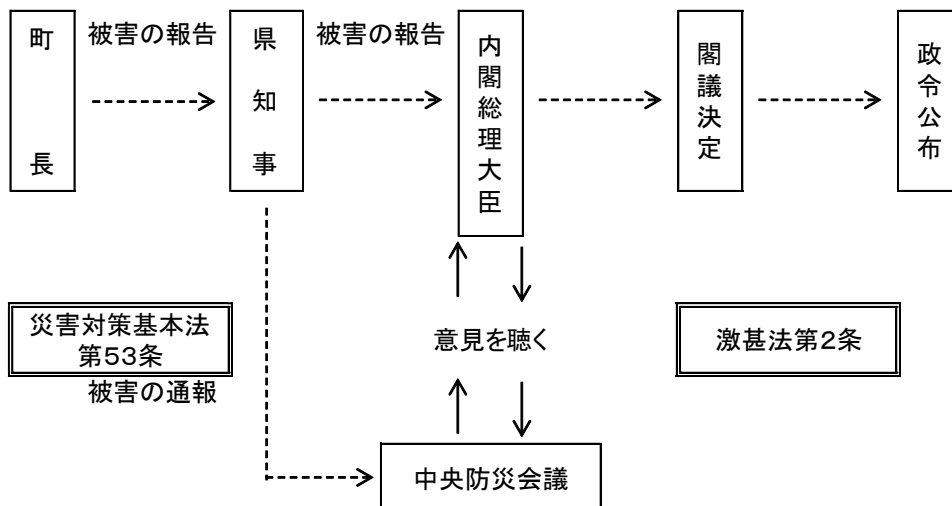 町長
被害の報告
県知事
被害の報告
内閣総理大臣
閣議決定
政令公布
災害対策基本法
第53条
意見を聴く
激甚法第2条
被害の通報
中央防災会議